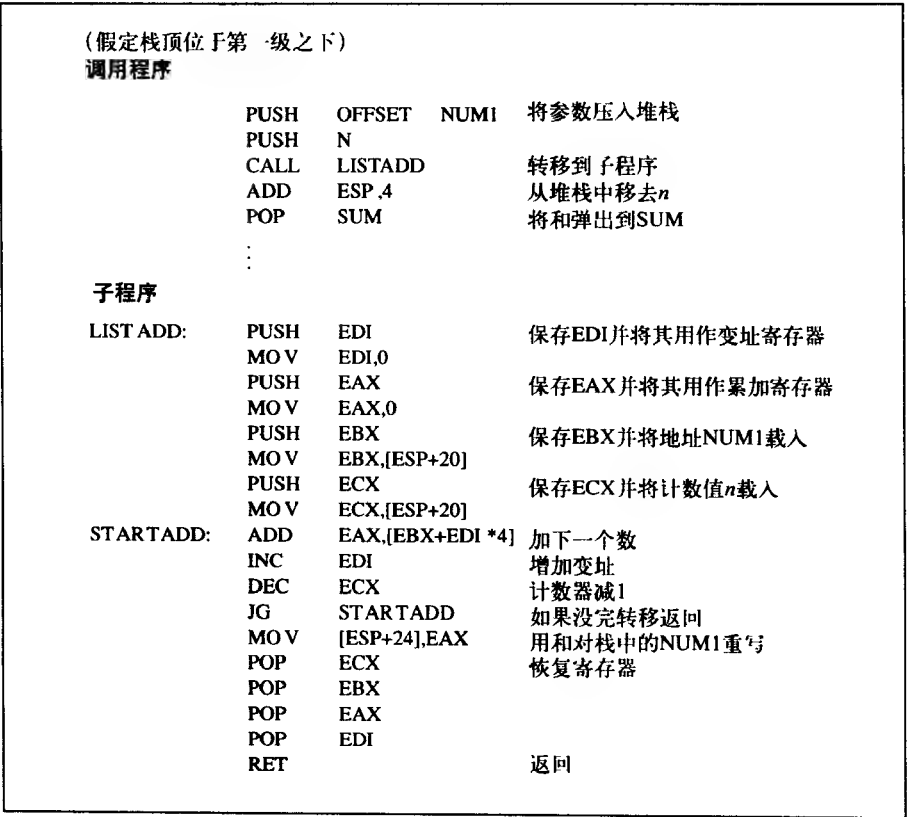 (假定栈顶位于第一级之下)
调用程序
PUSH OFFSET NUM1 将参数压入堆栈
PUSH N
CALL LISTADD 转移到子程序
ADD ESP,4 从堆栈中移去n
POP SUM 将和弹出到SUM
⋮
子程序
LISTADD: PUSH EDI 保存EDI并将其用作变址寄存器
MOV EDI,0
PUSH EAX 保存EAX并将其用作累加寄存器
MOV EAX,0
PUSH EBX 保存EBX并将地址NUM1载入
MOV EBX,[ESP+20]
PUSH ECX 保存ECX并将计数值n载入
MOV ECX,[ESP+20]
STARTADD: ADD EAX,[EBX+EDI*4] 加下一个数
INC EDI 增加变址
DEC ECX 计数器减1
JG STARTADD 如果没完转移返回
MOV [ESP+24],EAX 用和对栈中的NUM1重写
POP ECX 恢复寄存器
POP EBX
POP EAX
POP EDI
RET 返回